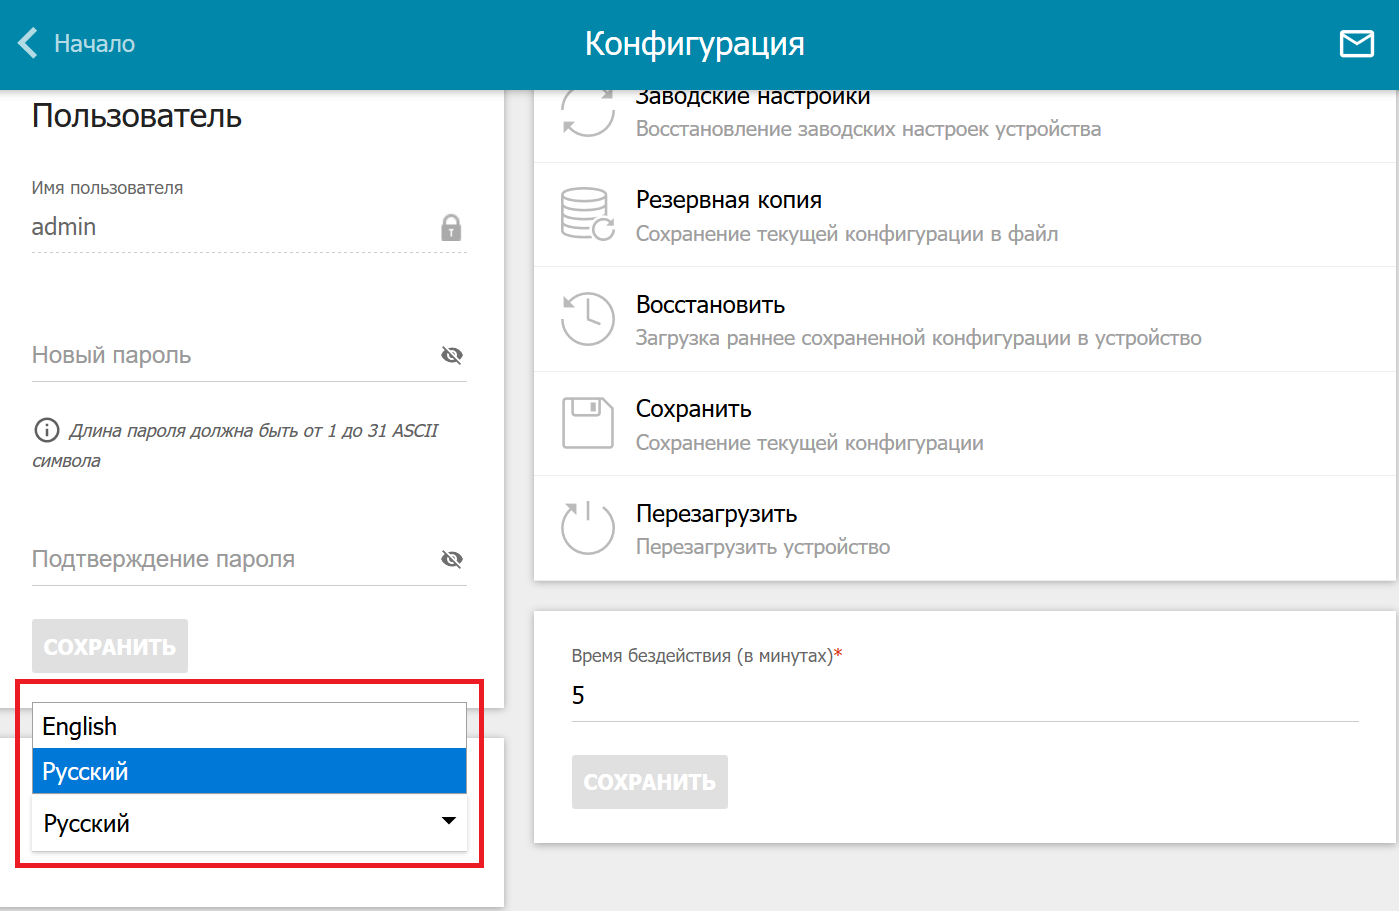 Начало
Конфигурация
Пользователь
Имя пользователя
admin
Новый пароль
Длина пароля должна быть от 1 до 31 ASCII
символа
Подтверждение пароля
СОХРАНИТЬ
English
Русский
Русский
Заводские настройки
Восстановление заводских настроек устройства
Резервная копия
Сохранение текущей конфигурации в файл
Восстановить
Загрузка раннее сохраненной конфигурации в устройство
Сохранить
Сохранение текущей конфигурации
Перезагрузить
Перезагрузить устройство
Время бездействия (в минутах)*
5
СОХРАНИТЬ